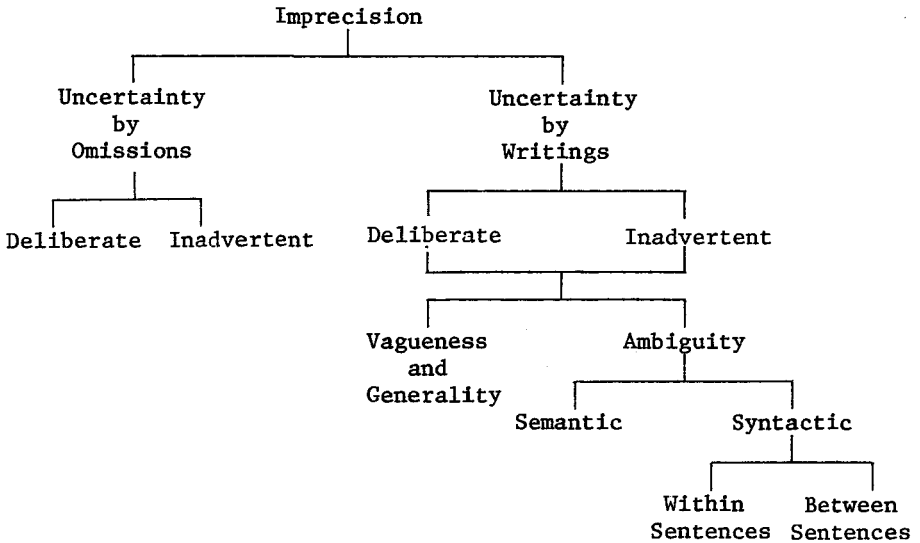 Imprecision
Uncertainty
by
Omissions
Uncertainty
by
Writings
Deliberate
Inadvertent
Deliberate
Inadvertent
Vagueness
and
Generality
Ambiguity
Semantic
Syntactic
Within
Sentences
Between
Sentences